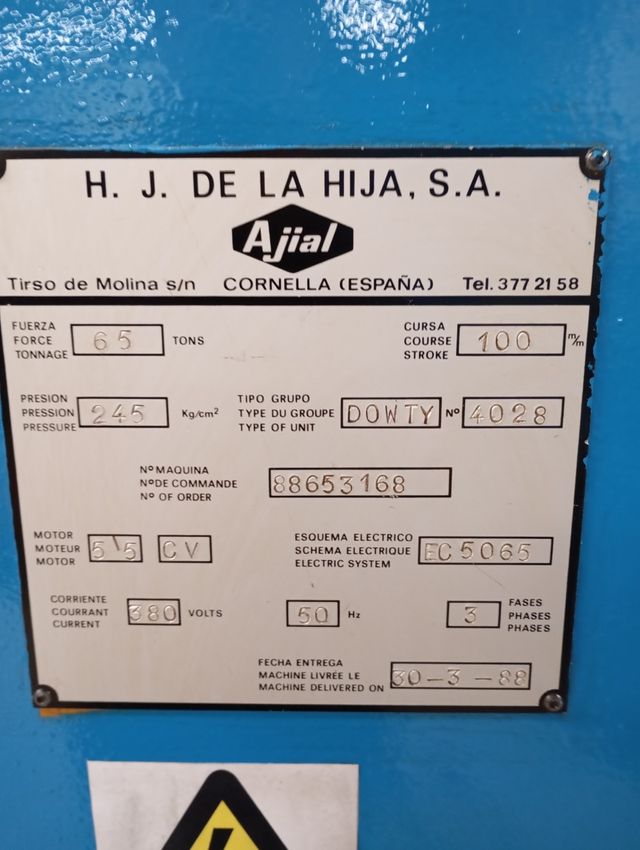 H. J. DE LA HIJA, S.A.
Ajial
Tirso de Molina s/n CORNELLA (ESPAÑA) Tel. 377 21 58
FUERZA
FORCE
TONNAGE
65 TONS
CURSA
COURSE
STROKE
100 m/m
PRESION
PRESSION
PRESSURE
245 Kg/cm²
TIPO GRUPO
TYPE DU GROUPE
TYPE OF UNIT
DOWTY Nº 4028
Nº MAQUINA
Nº DE COMMANDE
Nº OF ORDER
88653168
MOTOR
MOTEUR
MOTOR
5'5 CV
ESQUEMA ELECTRICO
SCHEMA ELECTRIQUE
ELECTRIC SYSTEM
EC5065
CORRIENTE
COURRANT
CURRENT
380 VOLTS
50 Hz
3
FASES
PHASES
PHASES
FECHA ENTREGA
MACHINE LIVRÉE LE
MACHINE DELIVERED ON
30-3-88